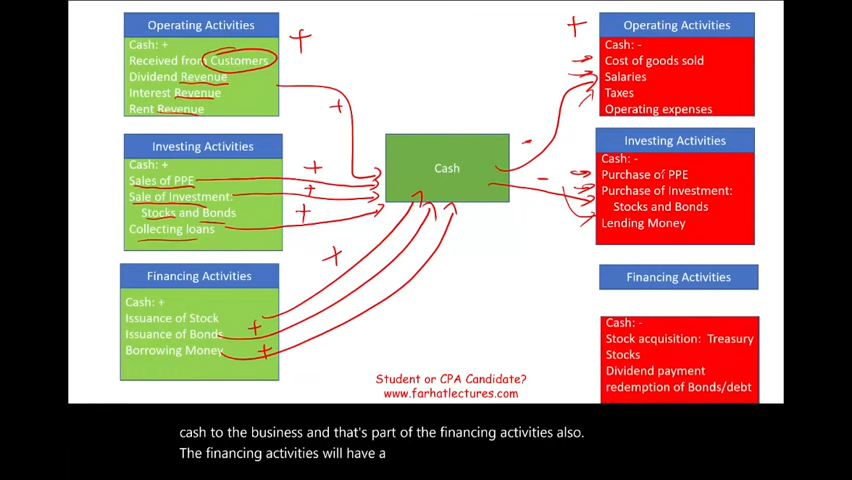 Operating Activities
Cash: +
Received from Customers
Dividend Revenue
Interest Revenue
Rent Revenue
+
Investing Activities
Cash: +
Sales of PPE
Sale of Investment:
Stocks and Bonds
Collecting loans
+
+
+
+
Financing Activities
Cash: +
Issuance of Stock
Issuance of Bonds
Borrowing Money
+
+
+
Cash
-
-
+
Operating Activities
Cash: -
Cost of goods sold
Salaries
Taxes
Operating expenses
Investing Activities
Cash: -
Purchase of PPE
Purchase of Investment:
Stocks and Bonds
Lending Money
Financing Activities
Cash: -
Stock acquisition: Treasury
Stocks
Dividend payment
redemption of Bonds/debt
Student or CPA Candidate?
www.farhatlectures.com
cash to the business and that's part of the financing activities also.
The financing activities will have a